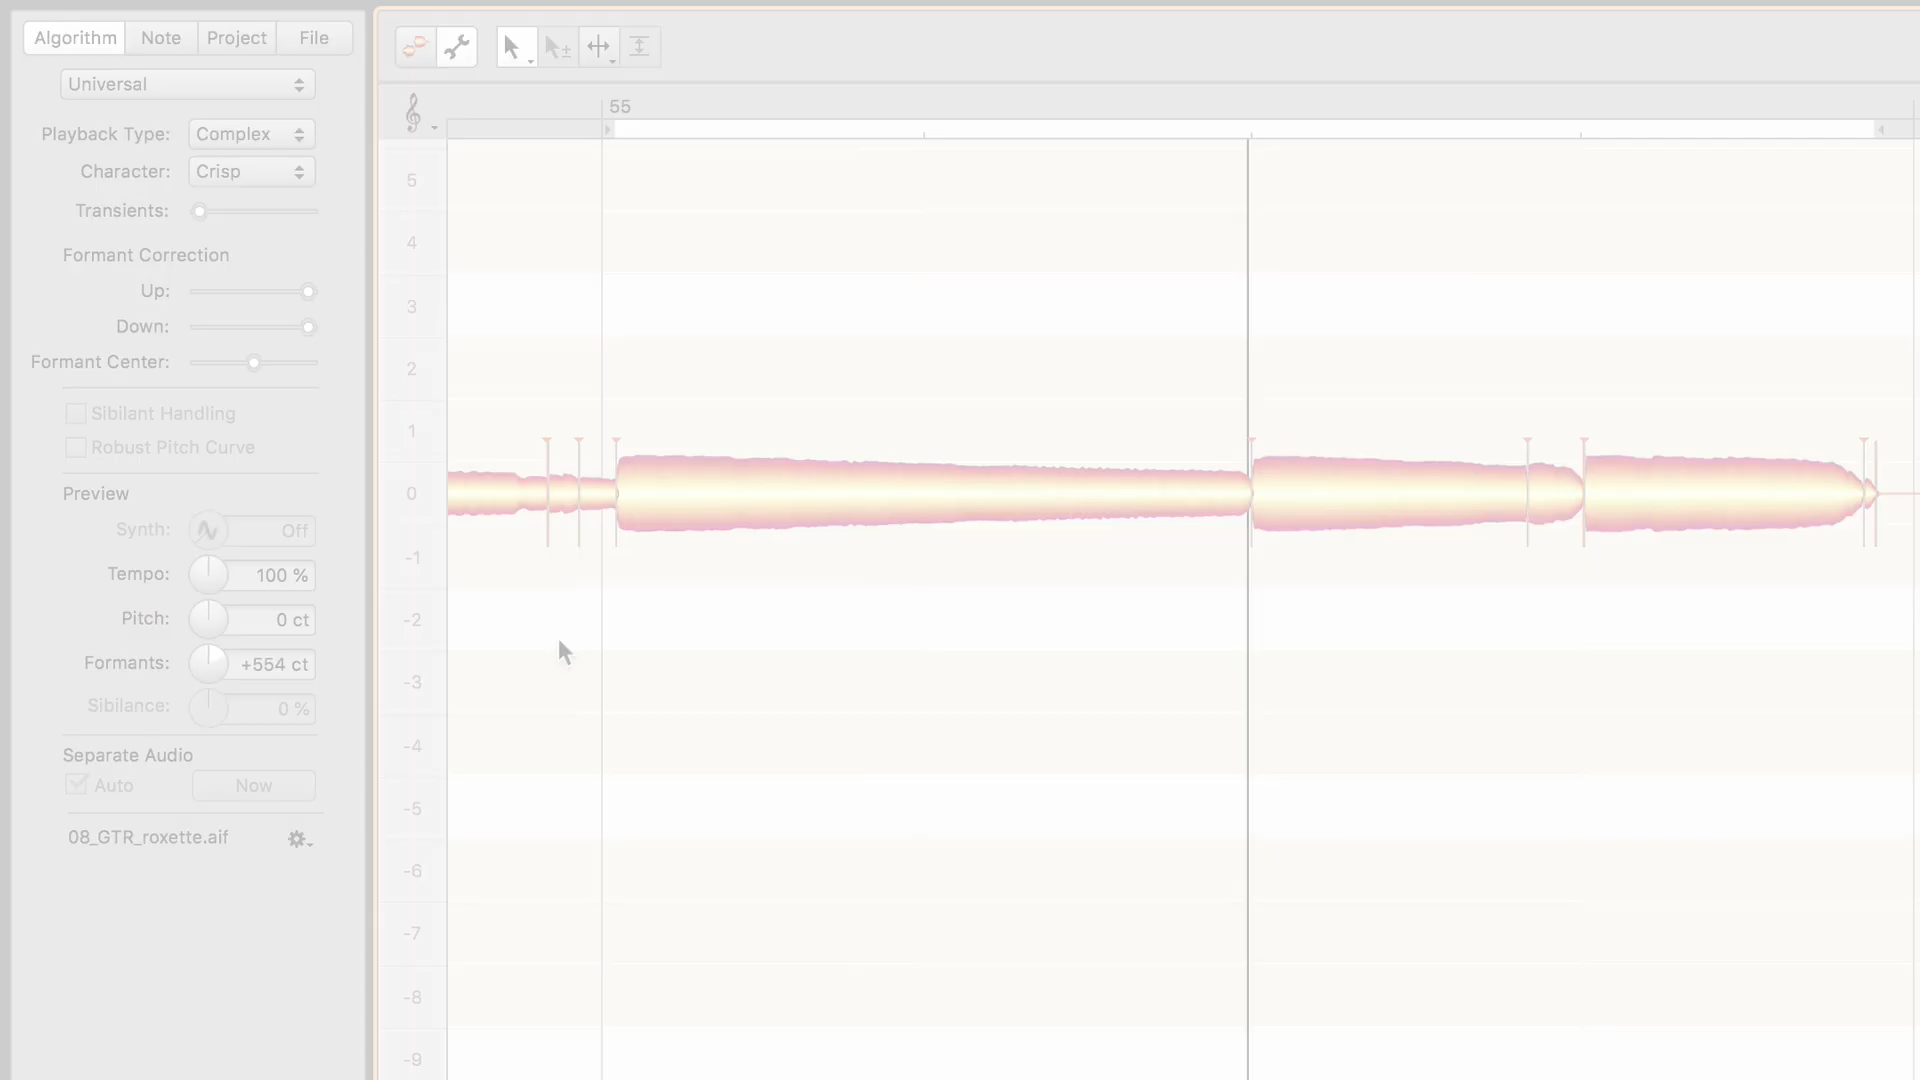 Algorithm Note Project File
Universal
Playback Type: Complex
Character: Crisp
Transients:
Formant Correction
Up:
Down:
Formant Center:
Sibilant Handling
Robust Pitch Curve
Preview
Synth: Off
Tempo: 100 %
Pitch: 0 ct
Formants: +554 ct
Sibilance: 0 %
Separate Audio
Auto Now
08_GTR_roxette.aif
55
5
4
3
2
1
0
-1
-2
-3
-4
-5
-6
-7
-8
-9